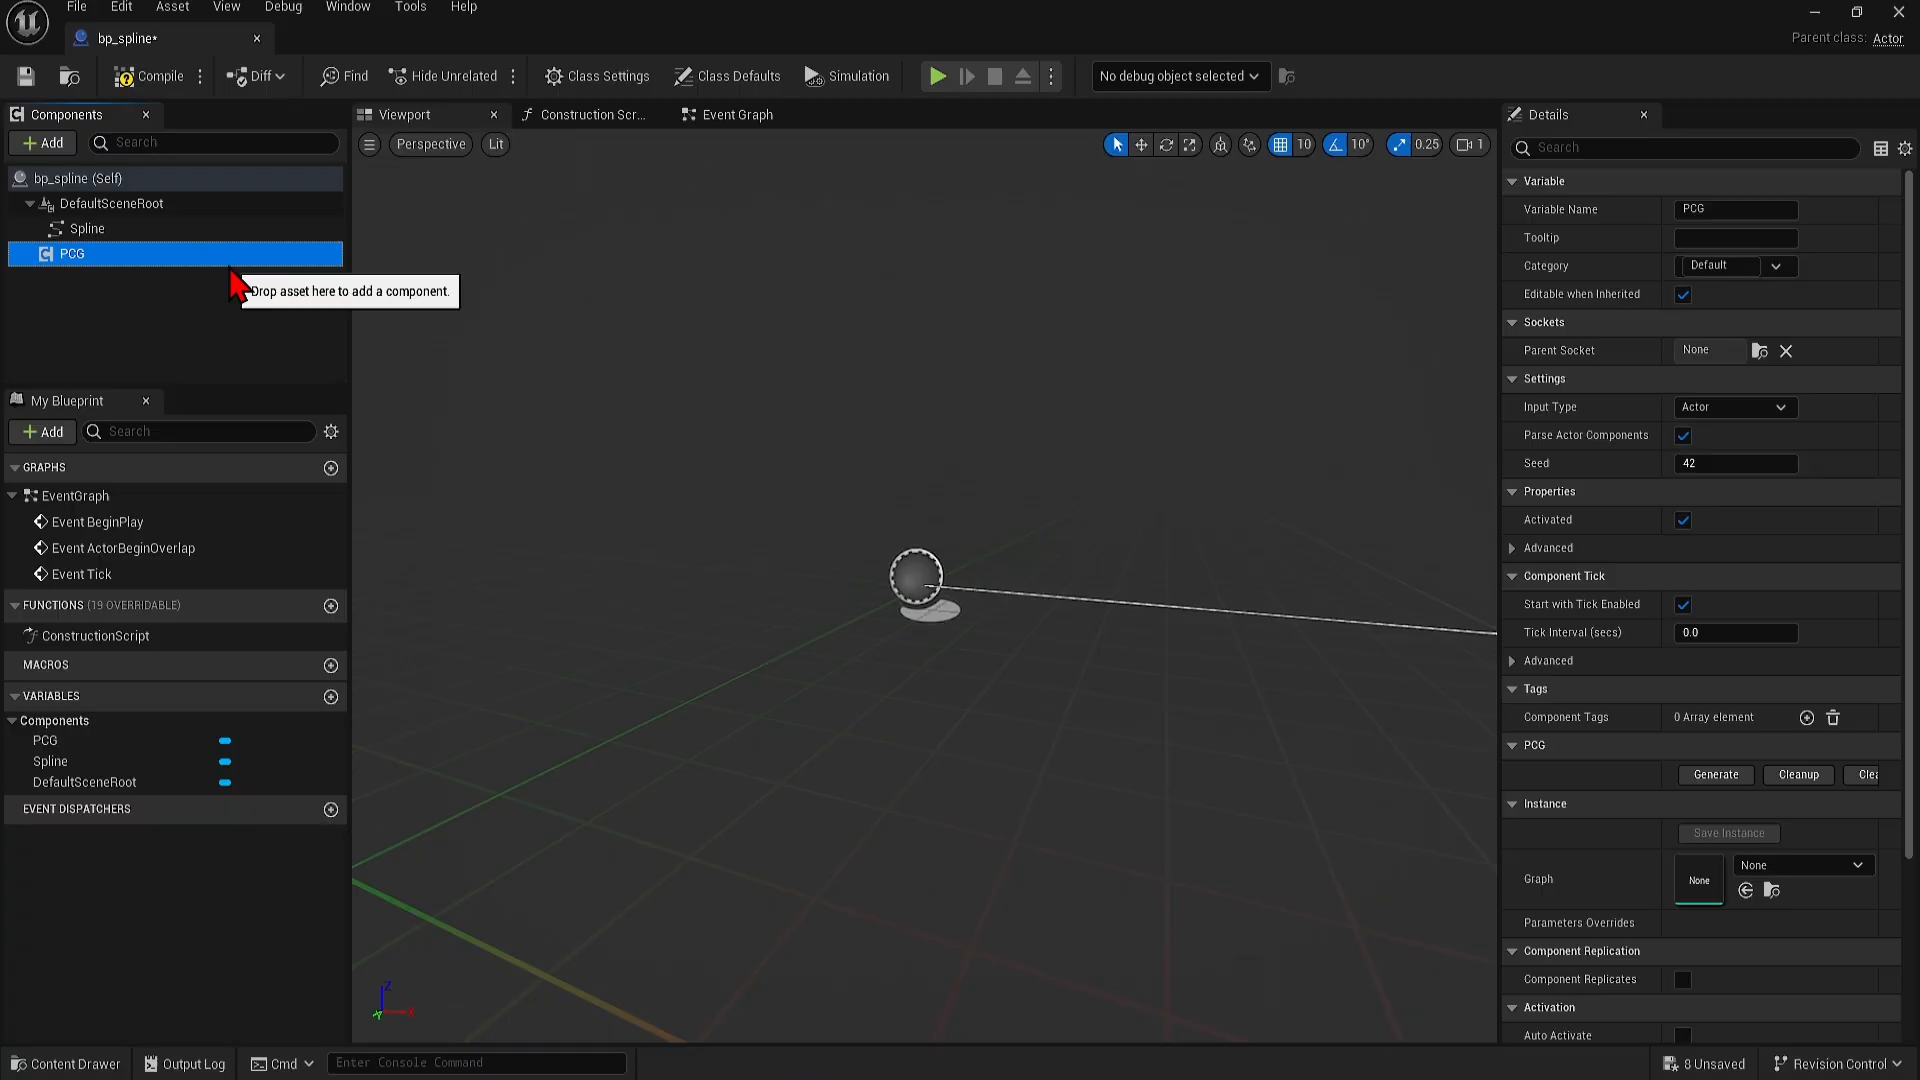 File Edit Asset View Debug Window Tools Help
bp_spline*
Parent class: Actor
Compile Diff Find Hide Unrelated Class Settings Class Defaults Simulation No debug object selected
Components
Add Search
bp_spline (Self)
DefaultSceneRoot
Spline
PCG
Drop asset here to add a component.
My Blueprint
Add Search
GRAPHS
EventGraph
Event BeginPlay
Event ActorBeginOverlap
Event Tick
FUNCTIONS (19 OVERRIDABLE)
ConstructionScript
MACROS
VARIABLES
Components
PCG
Spline
DefaultSceneRoot
EVENT DISPATCHERS
Viewport Construction Scr... Event Graph
Perspective Lit 10 10° 0.25 1
Z
Y X
Details
Search
Variable
Variable Name PCG
Tooltip
Category Default
Editable when Inherited
Sockets
Parent Socket None
Settings
Input Type Actor
Parse Actor Components
Seed 42
Properties
Activated
Advanced
Component Tick
Start with Tick Enabled
Tick Interval (secs) 0.0
Advanced
Tags
Component Tags 0 Array element
PCG
Generate Cleanup Clea
Instance
Save Instance
Graph None None
Parameters Overrides
Component Replication
Component Replicates
Activation
Auto Activate
Content Drawer Output Log Cmd Enter Console Command 8 Unsaved Revision Control